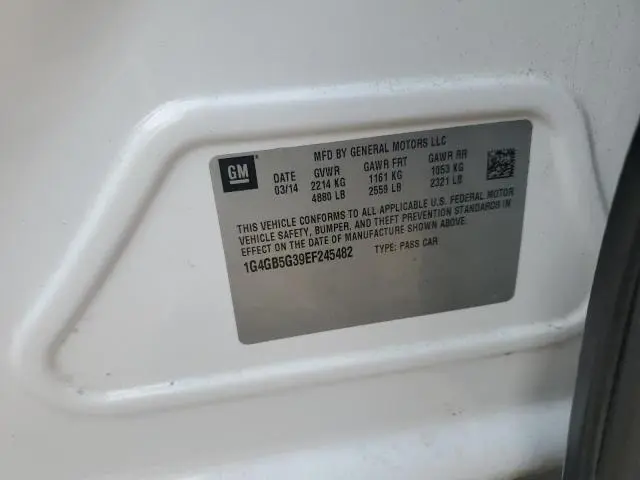 MFD BY GENERAL MOTORS LLC
GM
DATE GVWR GAWR FRT GAWR RR
03/14 2214 KG 1161 KG 1053 KG
4880 LB 2559 LB 2321 LB
THIS VEHICLE CONFORMS TO ALL APPLICABLE U.S. FEDERAL MOTOR
VEHICLE SAFETY, BUMPER, AND THEFT PREVENTION STANDARDS IN
EFFECT ON THE DATE OF MANUFACTURE SHOWN ABOVE.
1G4GB5G39EF245482 TYPE: PASS CAR